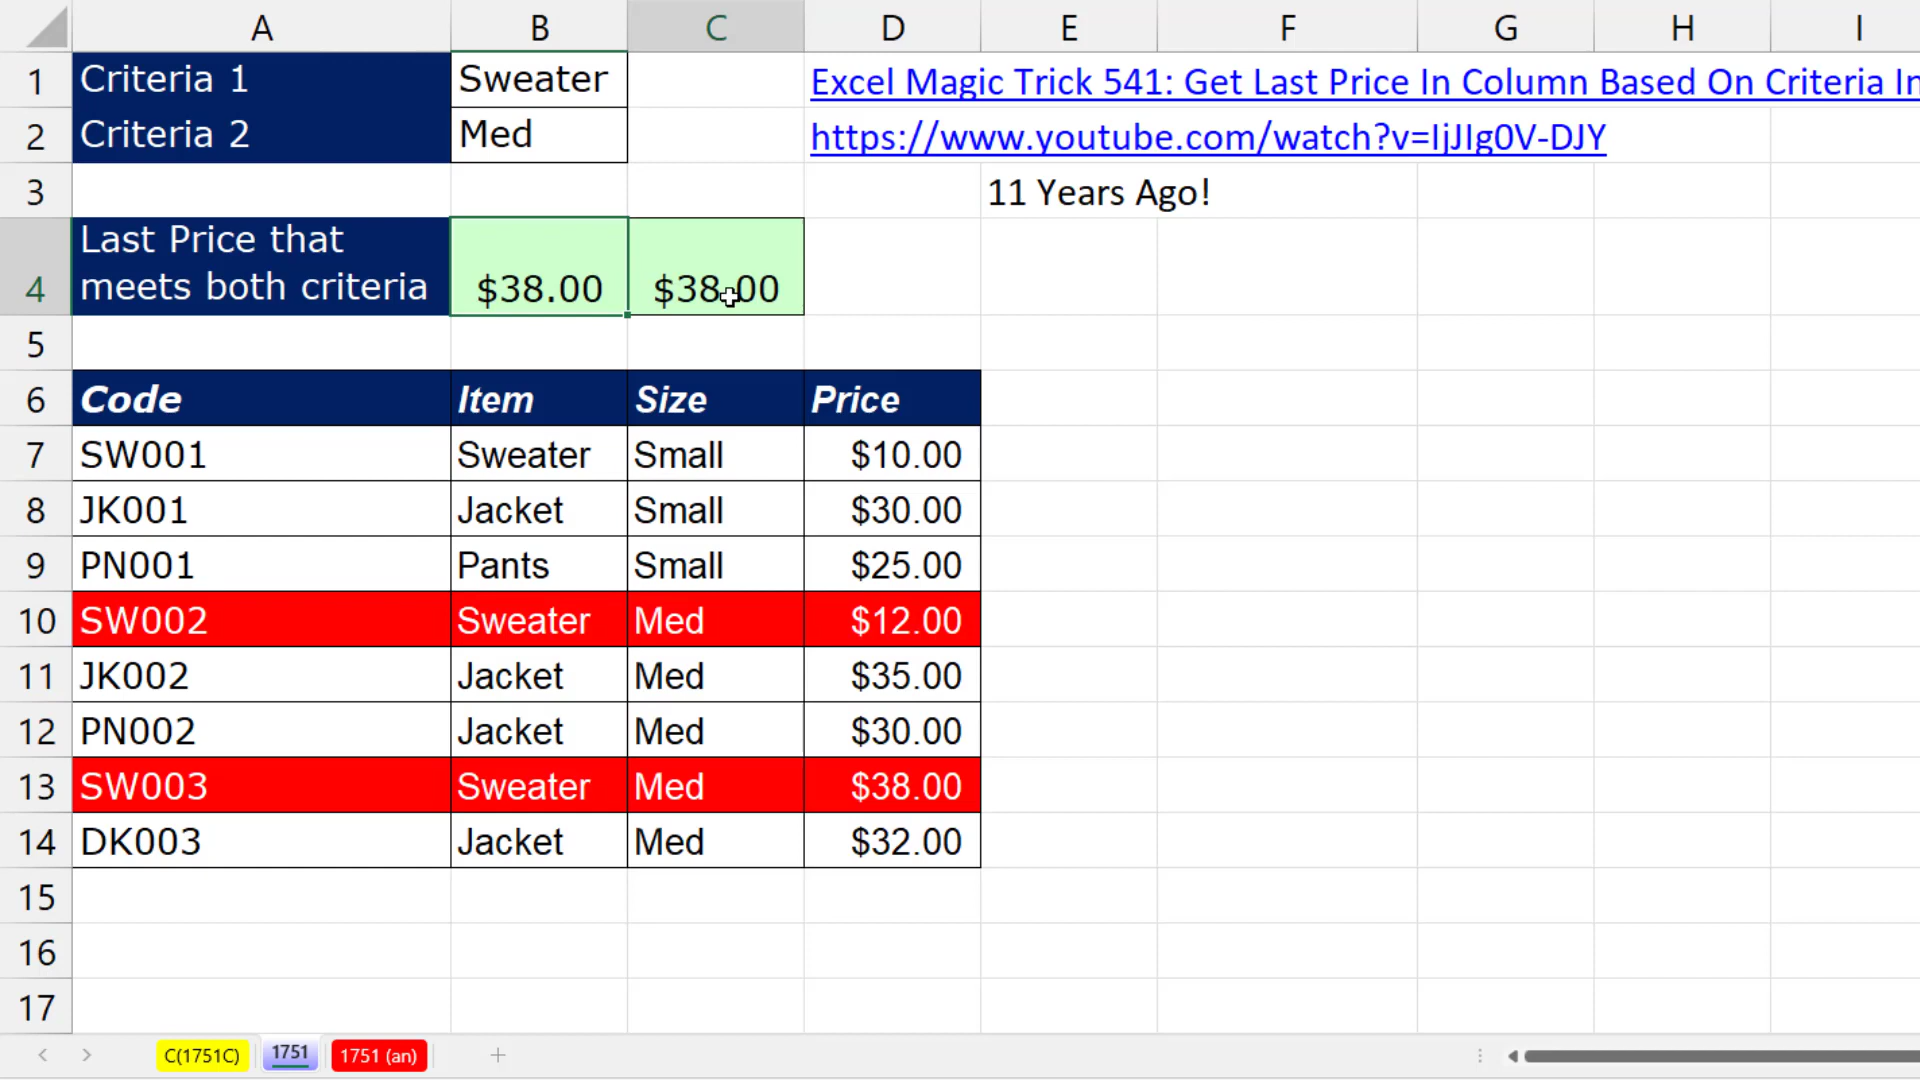 A B C D E F G H I
1 Criteria 1 Sweater Excel Magic Trick 541: Get Last Price In Column Based On Criteria In
2 Criteria 2 Med https://www.youtube.com/watch?v=IjJIg0V-DJY
3 11 Years Ago!
Last Price that
4 meets both criteria $38.00 $38.00
5
6 Code Item Size Price
7 SW001 Sweater Small $10.00
8 JK001 Jacket Small $30.00
9 PN001 Pants Small $25.00
10 SW002 Sweater Med $12.00
11 JK002 Jacket Med $35.00
12 PN002 Jacket Med $30.00
13 SW003 Sweater Med $38.00
14 DK003 Jacket Med $32.00
15
16
17
C(1751C) 1751 1751 (an)